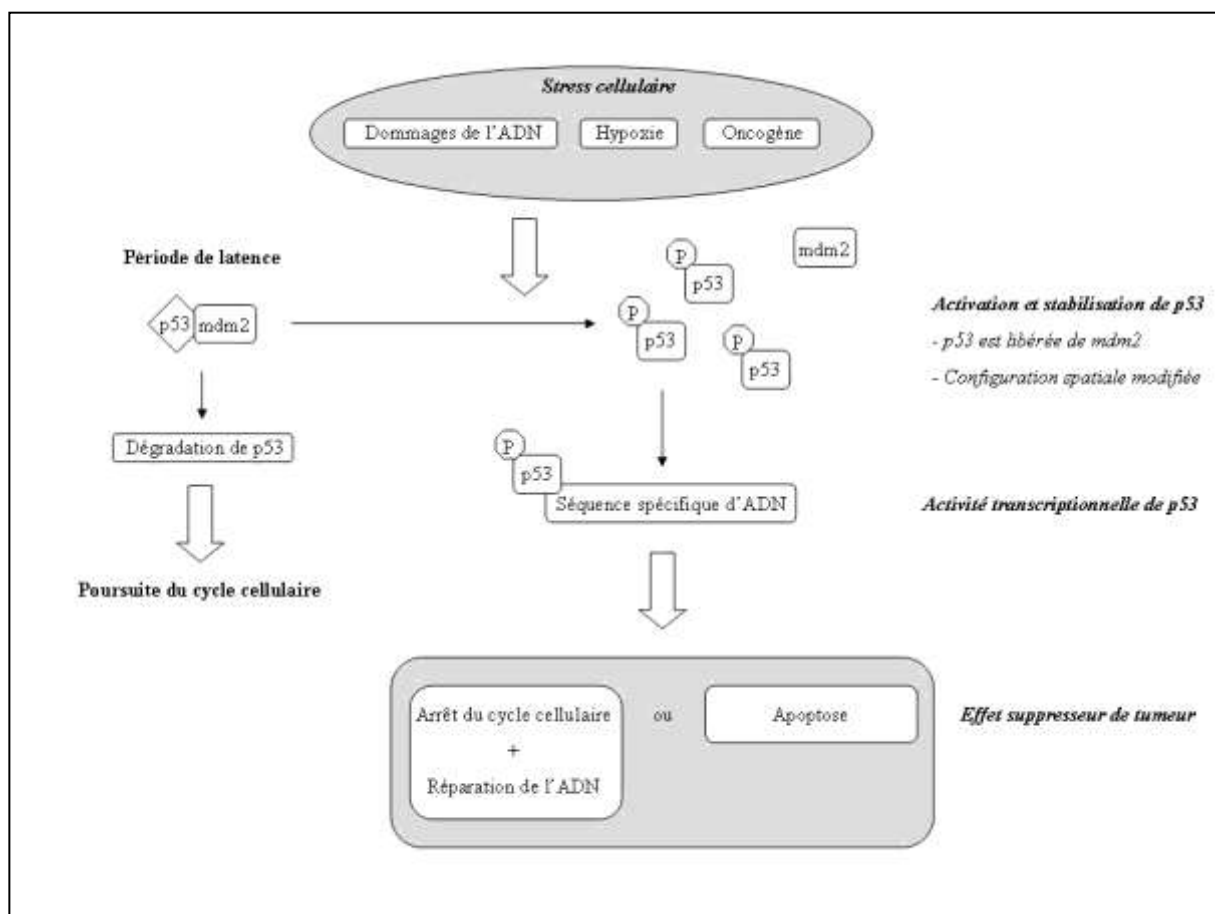 Stress cellulaire
Dommages de l'ADN
Hypoxie
Oncogène
Période de latence
p53
mdm2
P
p53
mdm2
P
p53
P
p53
Activation et stabilisation de p53
- p53 est libérée de mdm2
- Configuration spatiale modifiée
Dégradation de p53
P
p53
Séquence spécifique d'ADN
Activité transcriptionnelle de p53
Poursuite du cycle cellulaire
Arrêt du cycle cellulaire
+
Réparation de l'ADN
ou
Apoptose
Effet suppresseur de tumeur